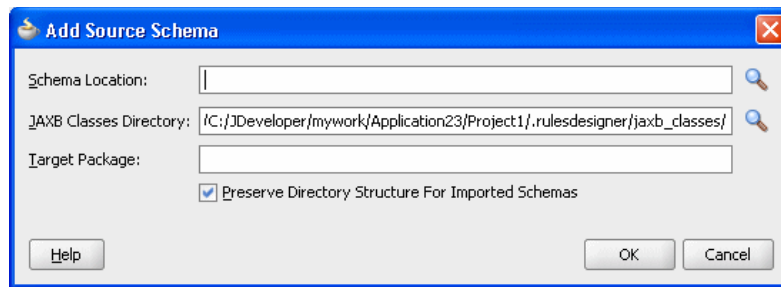 Add Source Schema
Schema Location:
JAXB Classes Directory: /C:/JDeveloper/mywork/Application23/Project1/.rulesdesigner/jaxb_classes/
Target Package:
Preserve Directory Structure For Imported Schemas
Help OK Cancel